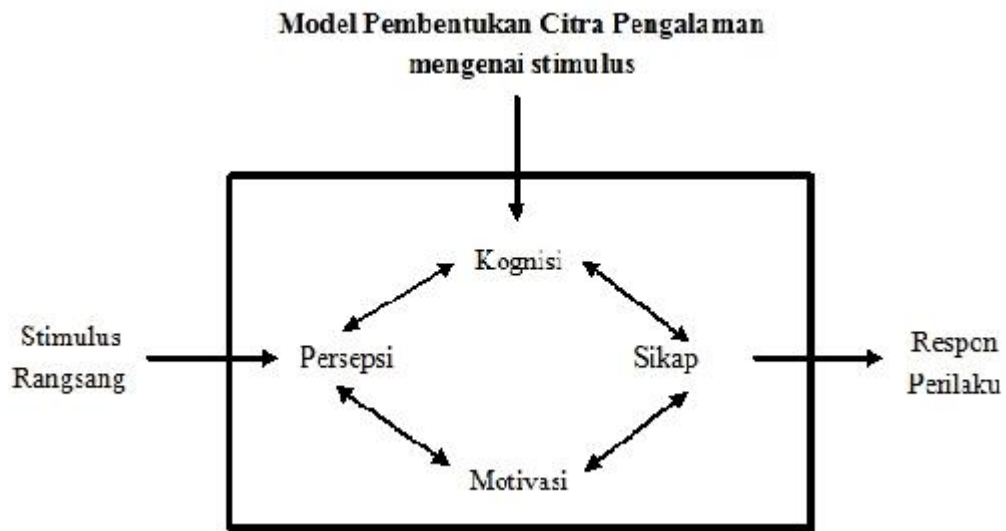 Model Pembentukan Citra Pengalaman
mengenai stimulus
Kognisi
Stimulus
Rangsang
Persepsi
Sikap
Respon
Perilaku
Motivasi